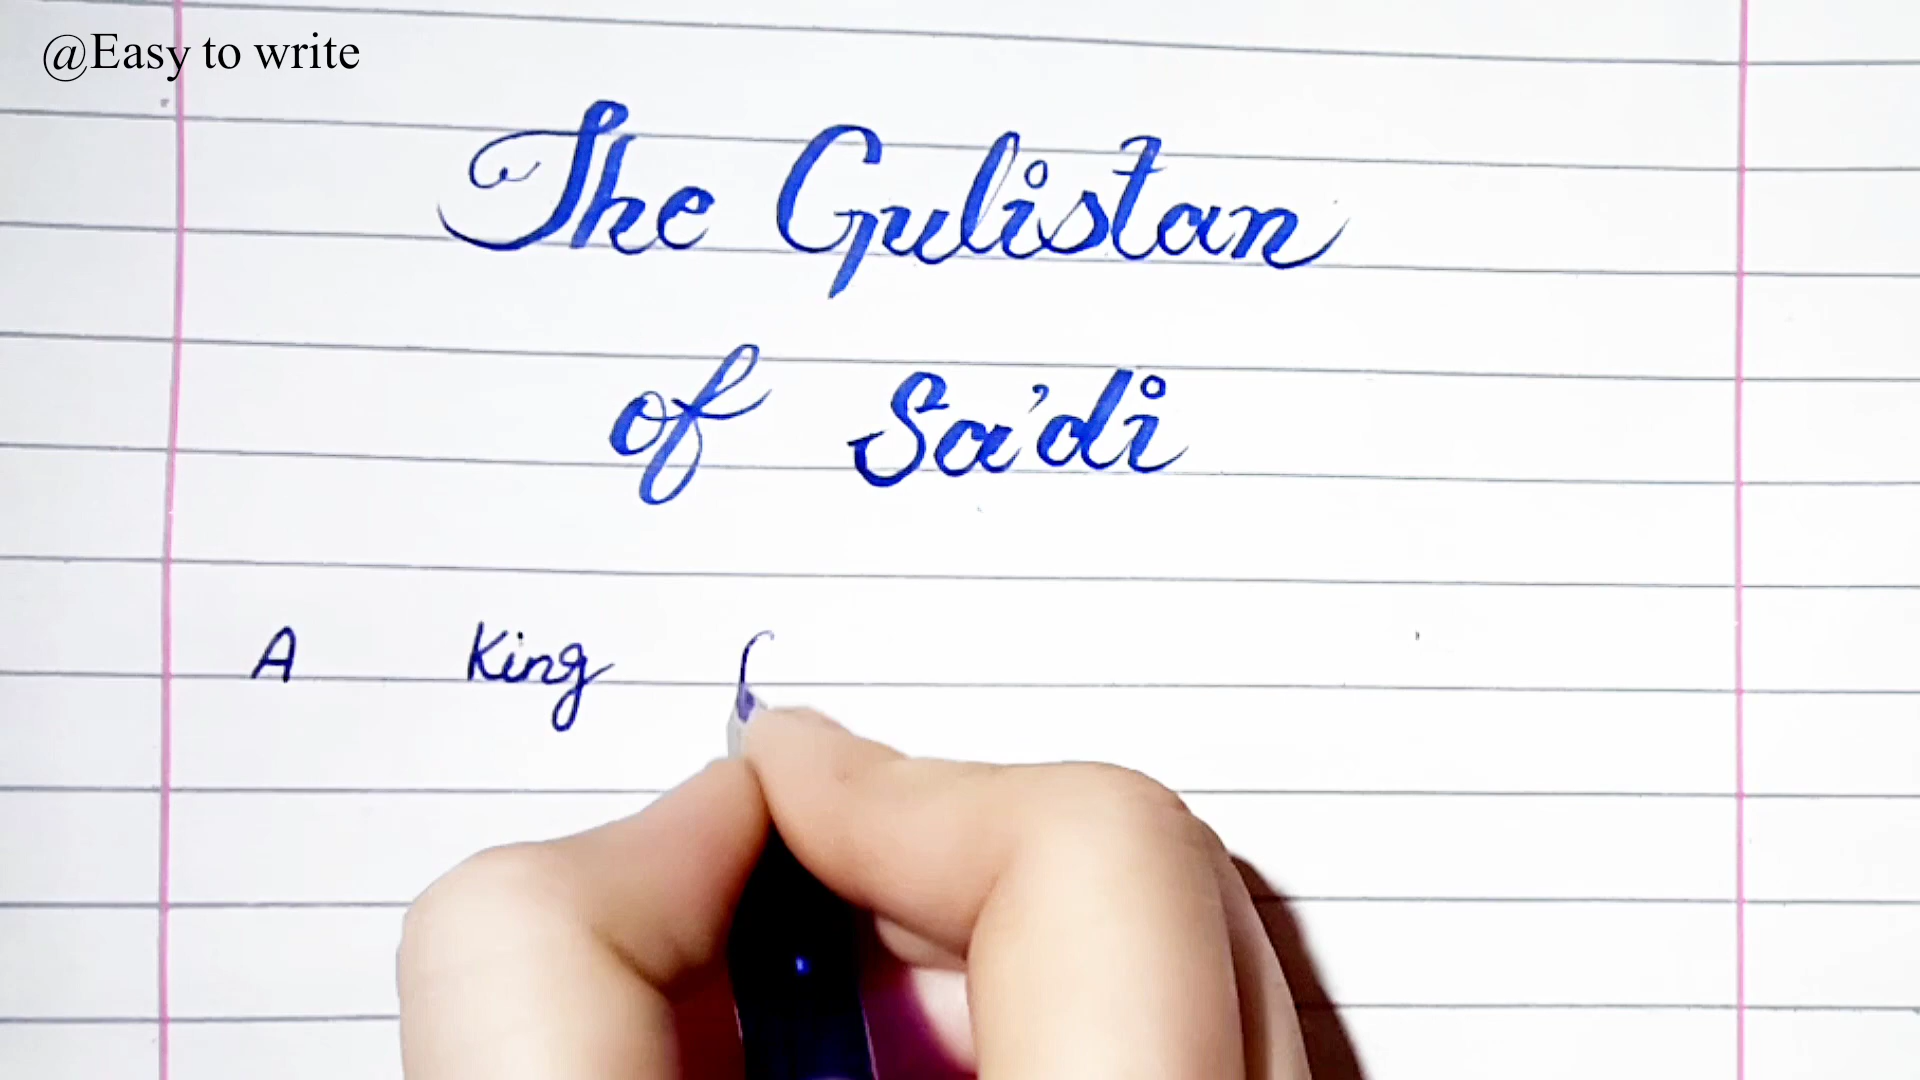 @Easy to write
The Gulistan
of Sa'di
A King